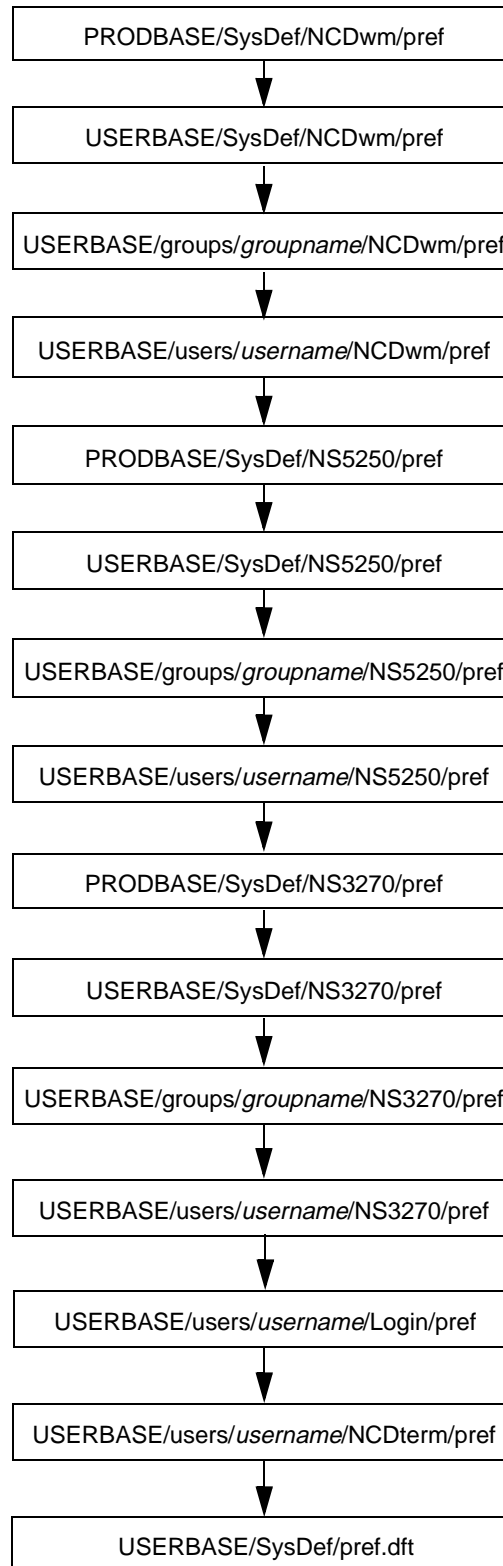 PRODBASE/SysDef/NCDwm/pref
USERBASE/SysDef/NCDwm/pref
USERBASE/groups/groupname/NCDwm/pref
USERBASE/users/username/NCDwm/pref
PRODBASE/SysDef/NS5250/pref
USERBASE/SysDef/NS5250/pref
USERBASE/groups/groupname/NS5250/pref
USERBASE/users/username/NS5250/pref
PRODBASE/SysDef/NS3270/pref
USERBASE/SysDef/NS3270/pref
USERBASE/groups/groupname/NS3270/pref
USERBASE/users/username/NS3270/pref
USERBASE/users/username/Login/pref
USERBASE/users/username/NCDterm/pref
USERBASE/SysDef/pref.dft